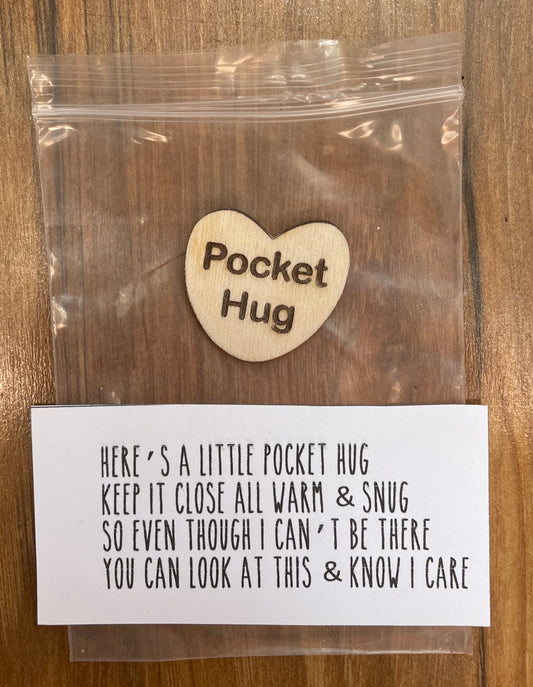 Pocket
Hug
HERE'S A LITTLE POCKET HUG
KEEP IT CLOSE ALL WARM & SNUG
SO EVEN THOUGH I CAN'T BE THERE
YOU CAN LOOK AT THIS & KNOW I CARE